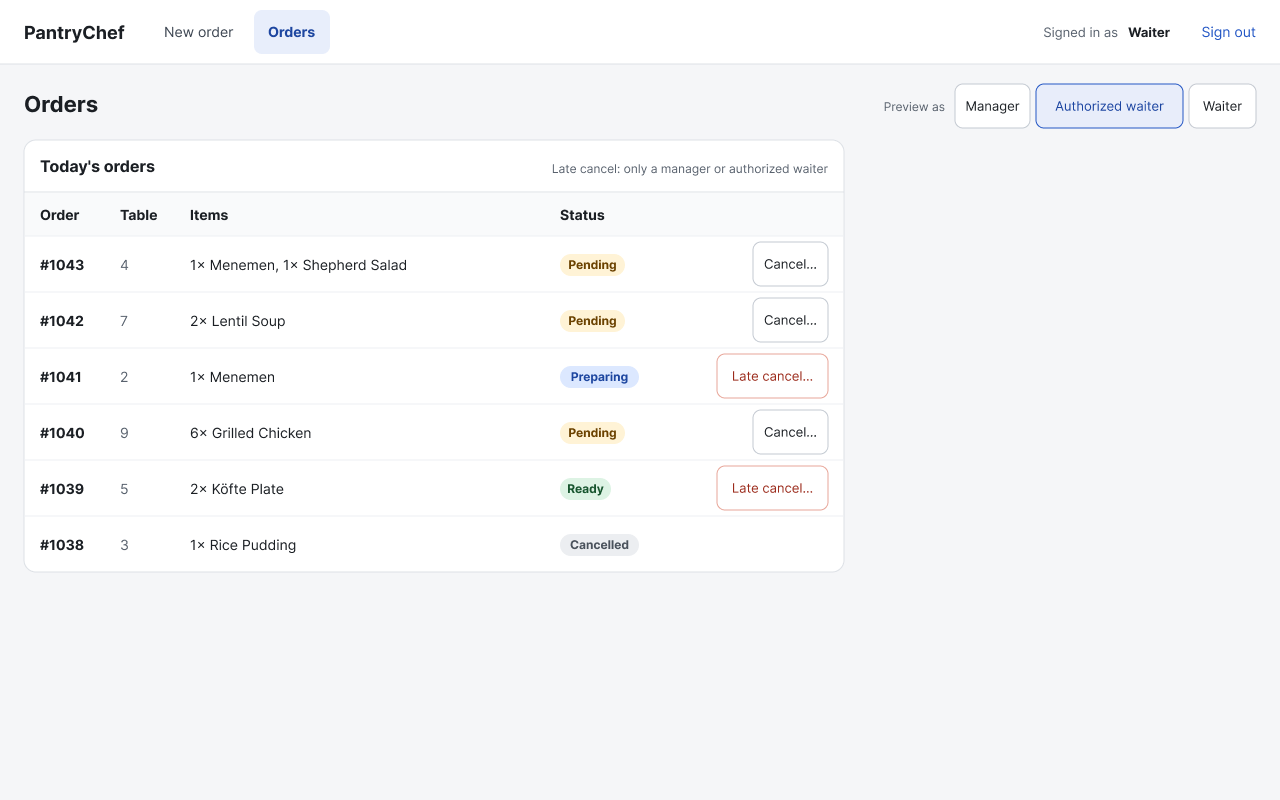 PantryChef New order Orders Signed in as Waiter Sign out
Orders Preview as Manager Authorized waiter Waiter
Today's orders Late cancel: only a manager or authorized waiter
Order Table Items Status
#1043 4 1× Menemen, 1× Shepherd Salad Pending Cancel…
#1042 7 2× Lentil Soup Pending Cancel…
#1041 2 1× Menemen Preparing Late cancel…
#1040 9 6× Grilled Chicken Pending Cancel…
#1039 5 2× Köfte Plate Ready Late cancel…
#1038 3 1× Rice Pudding Cancelled